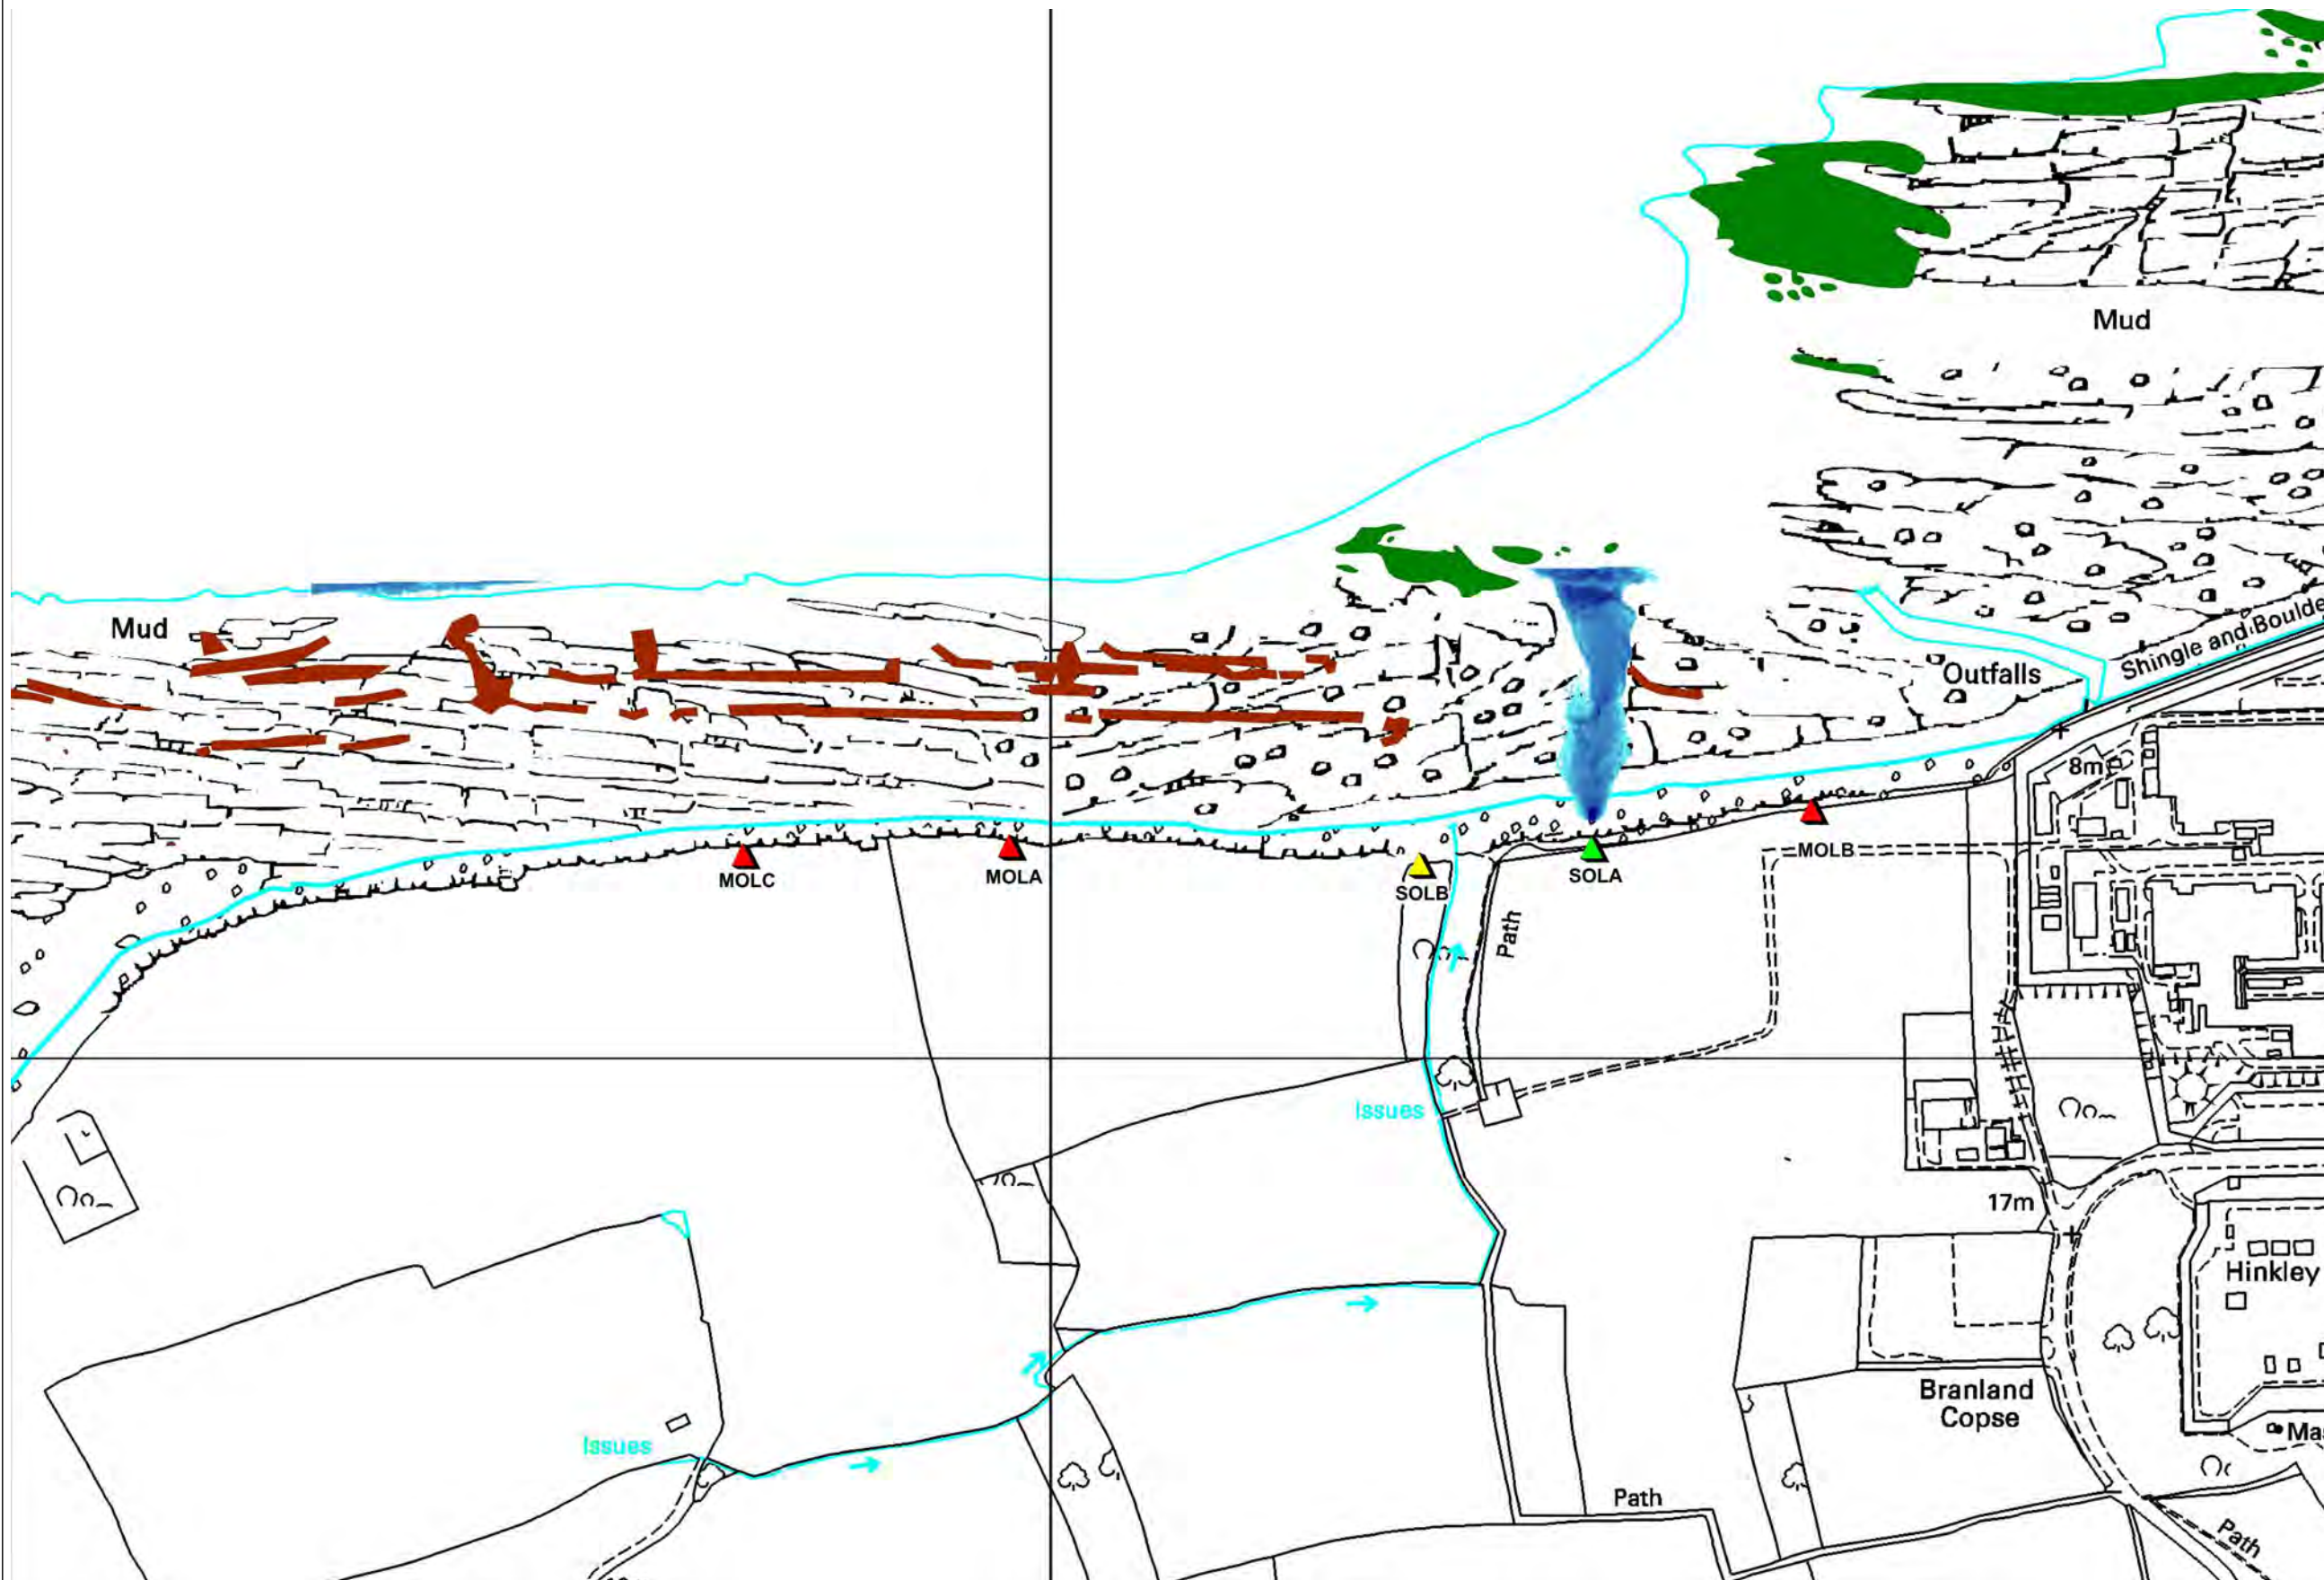 Mud
Mud
Outfalls
Shingle and Boulde
8m
MOLC
MOLA
SOLB
SOLA
MOLB
Path
Issues
17m
Hinkley
Branland
Copse
Ma
Issues
Path
Path